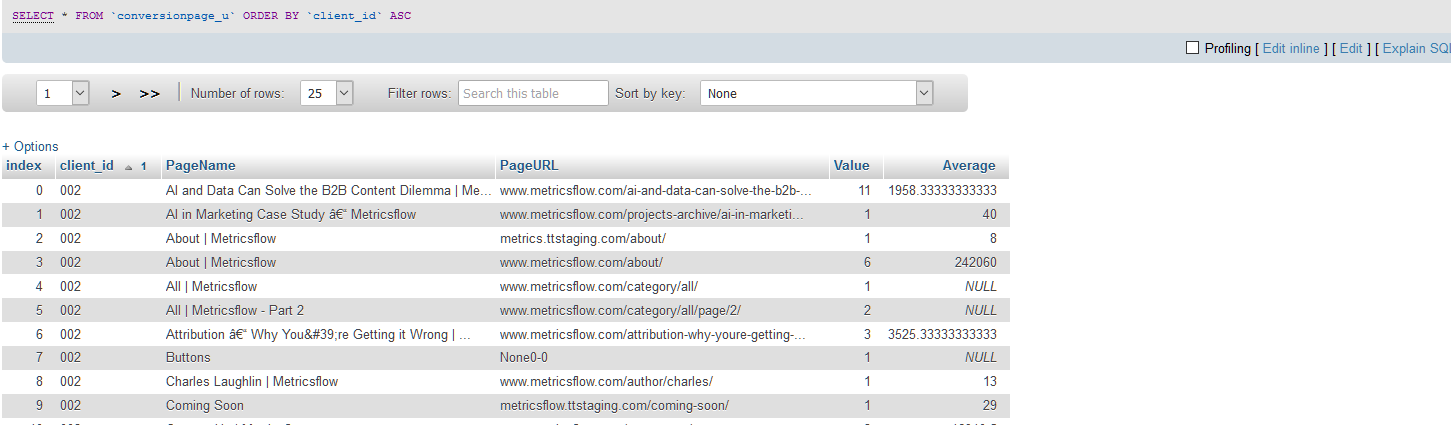 SELECT * FROM `conversionpage_u` ORDER BY `client_id` ASC
Profiling [ Edit inline ] [ Edit ] [ Explain SQL
1 > >> Number of rows: 25 Filter rows: Search this table Sort by key: None
+ Options
index client_id 1 PageName PageURL Value Average
0 002 AI and Data Can Solve the B2B Content Dilemma | Me... www.metricsflow.com/ai-and-data-can-solve-the-b2b-... 11 1958.33333333333
1 002 AI in Marketing Case Study – Metricsflow www.metricsflow.com/projects-archive/ai-in-marketi... 1 40
2 002 About | Metricsflow metrics.ttstaging.com/about/ 1 8
3 002 About | Metricsflow www.metricsflow.com/about/ 6 242060
4 002 All | Metricsflow www.metricsflow.com/category/all/ 1 NULL
5 002 All | Metricsflow - Part 2 www.metricsflow.com/category/all/page/2/ 2 NULL
6 002 Attribution – Why You&#39;re Getting it Wrong | ... www.metricsflow.com/attribution-why-youre-getting-... 3 3525.33333333333
7 002 Buttons None0-0 1 NULL
8 002 Charles Laughlin | Metricsflow www.metricsflow.com/author/charles/ 1 13
9 002 Coming Soon metricsflow.ttstaging.com/coming-soon/ 1 29